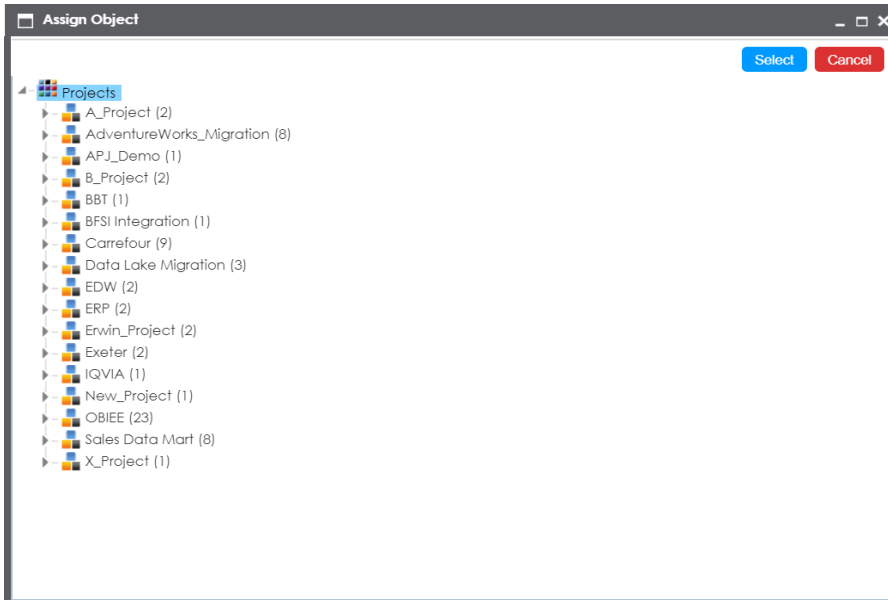 Assign Object
Select Cancel
Projects
A_Project (2)
AdventureWorks_Migration (8)
APJ_Demo (1)
B_Project (2)
BBT (1)
BFSI Integration (1)
Carrefour (9)
Data Lake Migration (3)
EDW (2)
ERP (2)
Erwin_Project (2)
Exeter (2)
IQVIA (1)
New_Project (1)
OBIEE (23)
Sales Data Mart (8)
X_Project (1)